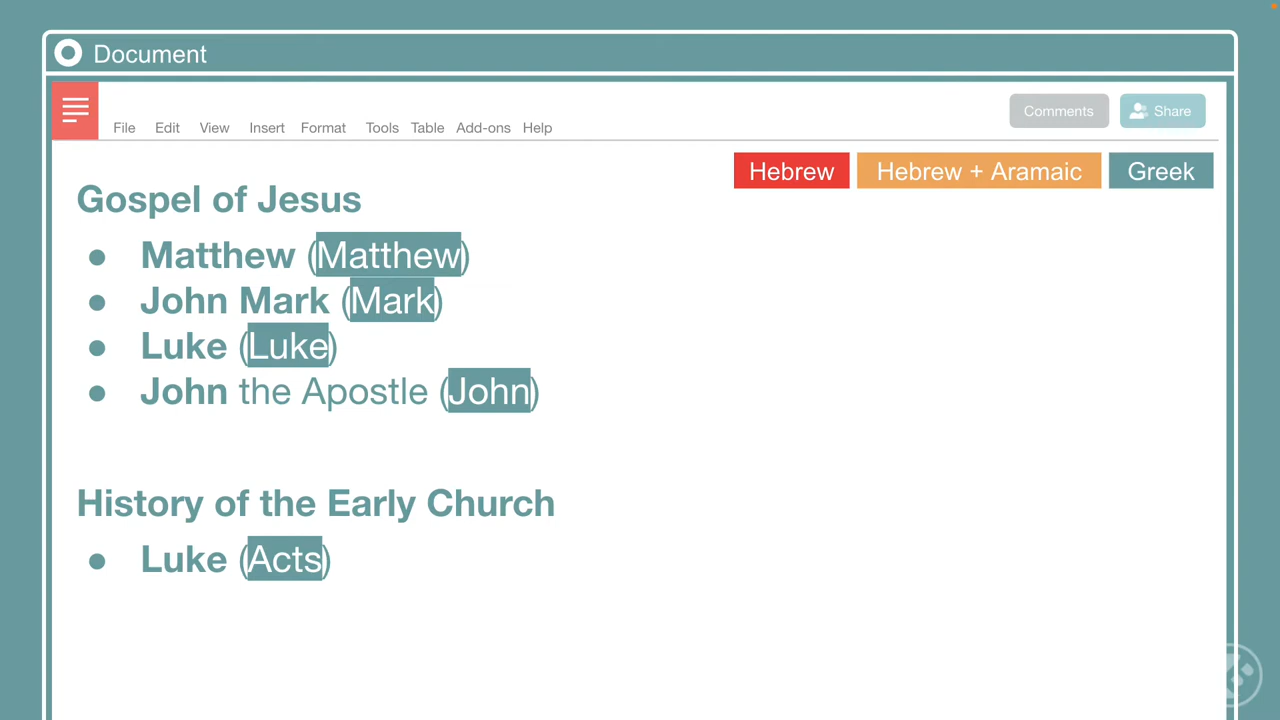 Document
File Edit View Insert Format Tools Table Add-ons Help
Comments Share
Hebrew Hebrew + Aramaic Greek
Gospel of Jesus
● Matthew (Matthew)
● John Mark (Mark)
● Luke (Luke)
● John the Apostle (John)
History of the Early Church
● Luke (Acts)